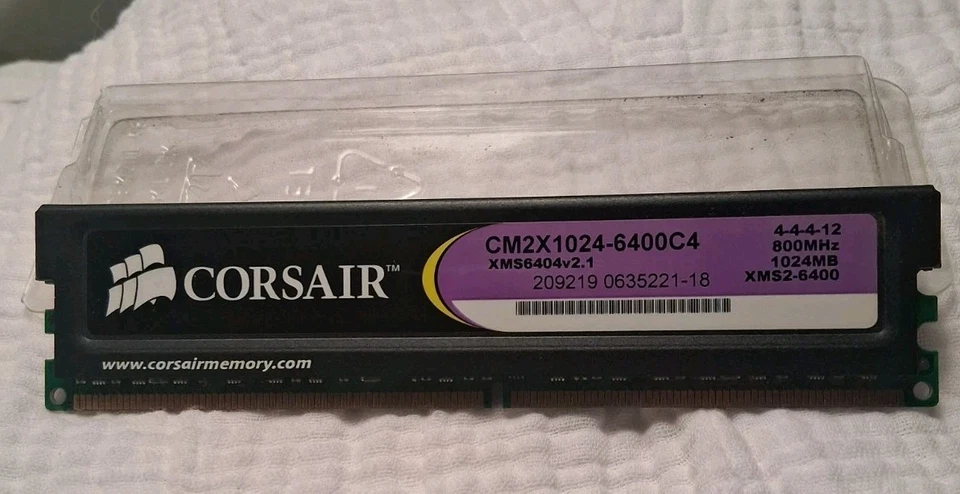 CORSAIR™
www.corsairmemory.com
CM2X1024-6400C4
XMS6404v2.1
209219 0635221-18
4-4-4-12
800MHz
1024MB
XMS2-6400